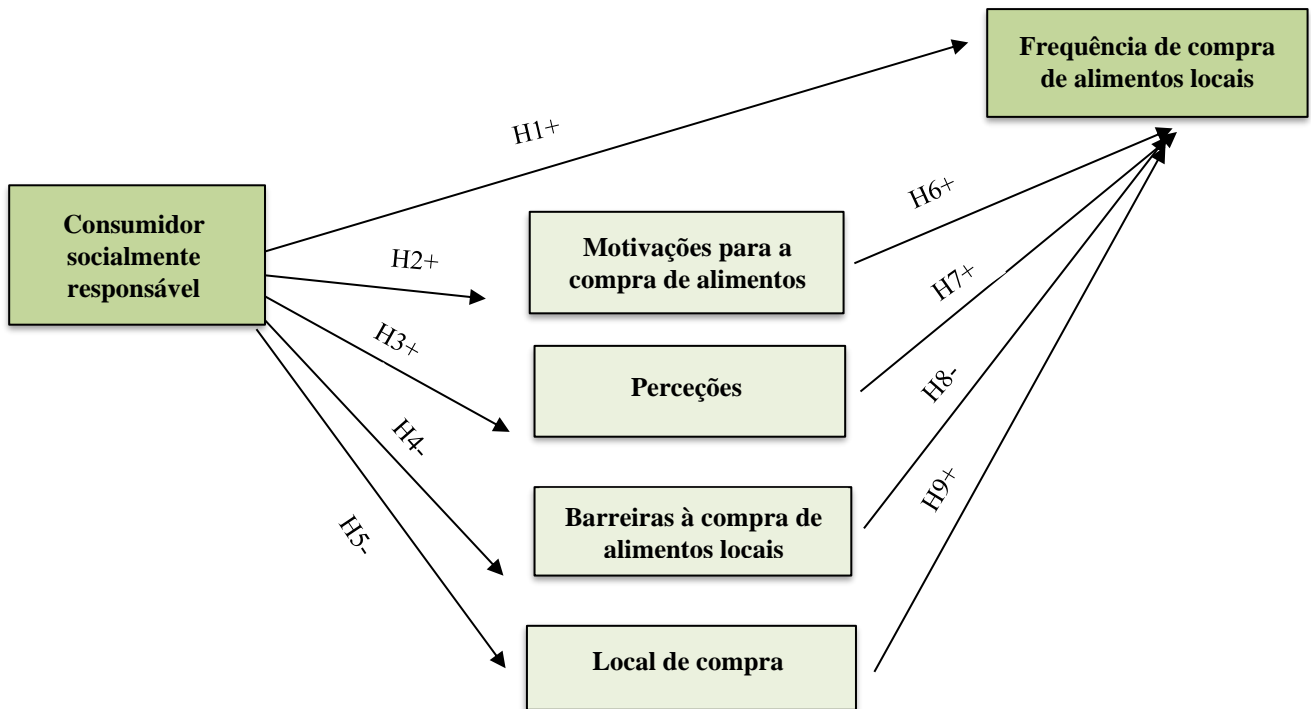 Frequência de compra
de alimentos locais
H1+
Consumidor
socialmente
responsável
H2+
H3+
H4-
H5-
Motivações para a
compra de alimentos
Perceções
Barreiras à compra de
alimentos locais
Local de compra
H6+
H7+
H8-
H9+